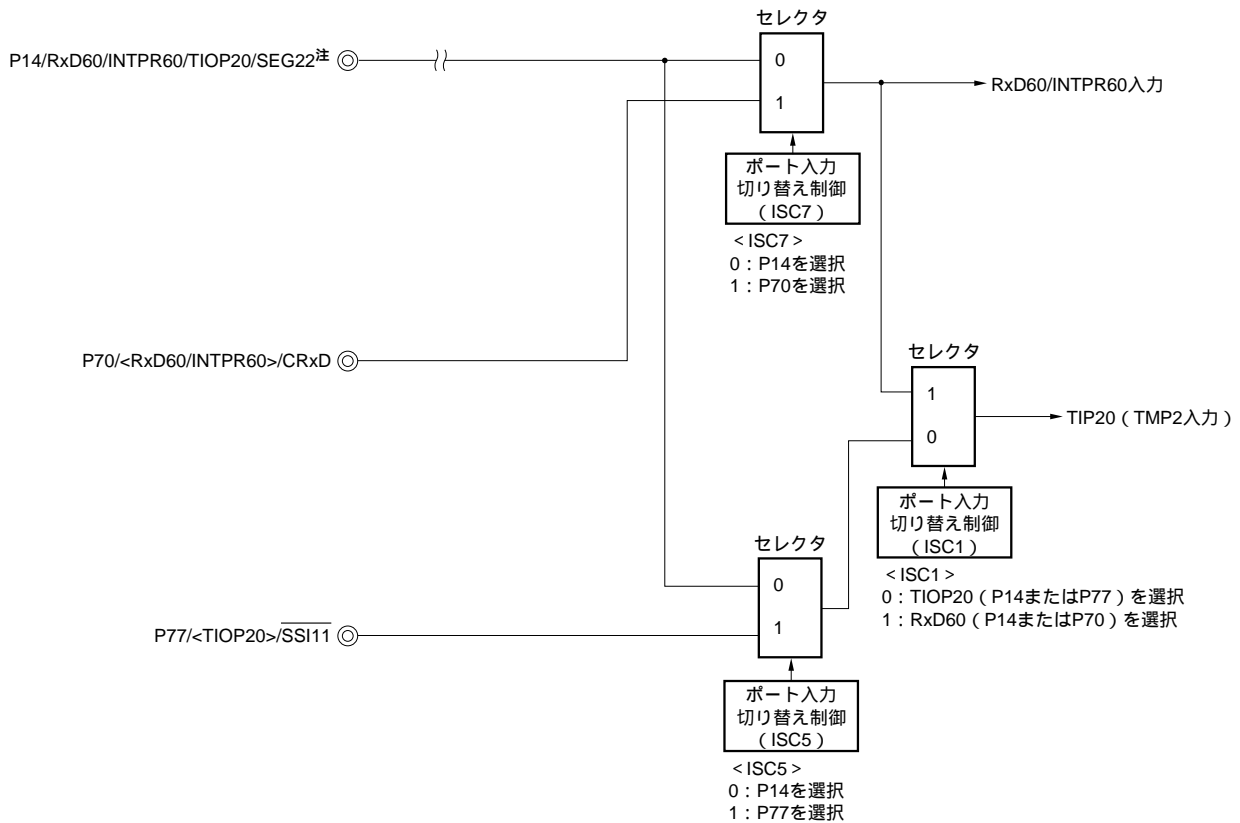 セレクタ
P14/RxD60/INTPR60/TIOP20/SEG22注
0
1
RxD60/INTPR60入力
ポート入力
切り替え制御
（ISC7）
＜ISC7＞
0：P14を選択
1：P70を選択
P70/<RxD60/INTPR60>/CRxD
セレクタ
1
0
TIP20（TMP2入力）
ポート入力
切り替え制御
（ISC1）
＜ISC1＞
0：TIOP20（P14またはP77）を選択
1：RxD60（P14またはP70）を選択
セレクタ
0
1
P77/<TIOP20>/SSI11
ポート入力
切り替え制御
（ISC5）
＜ISC5＞
0：P14を選択
1：P77を選択